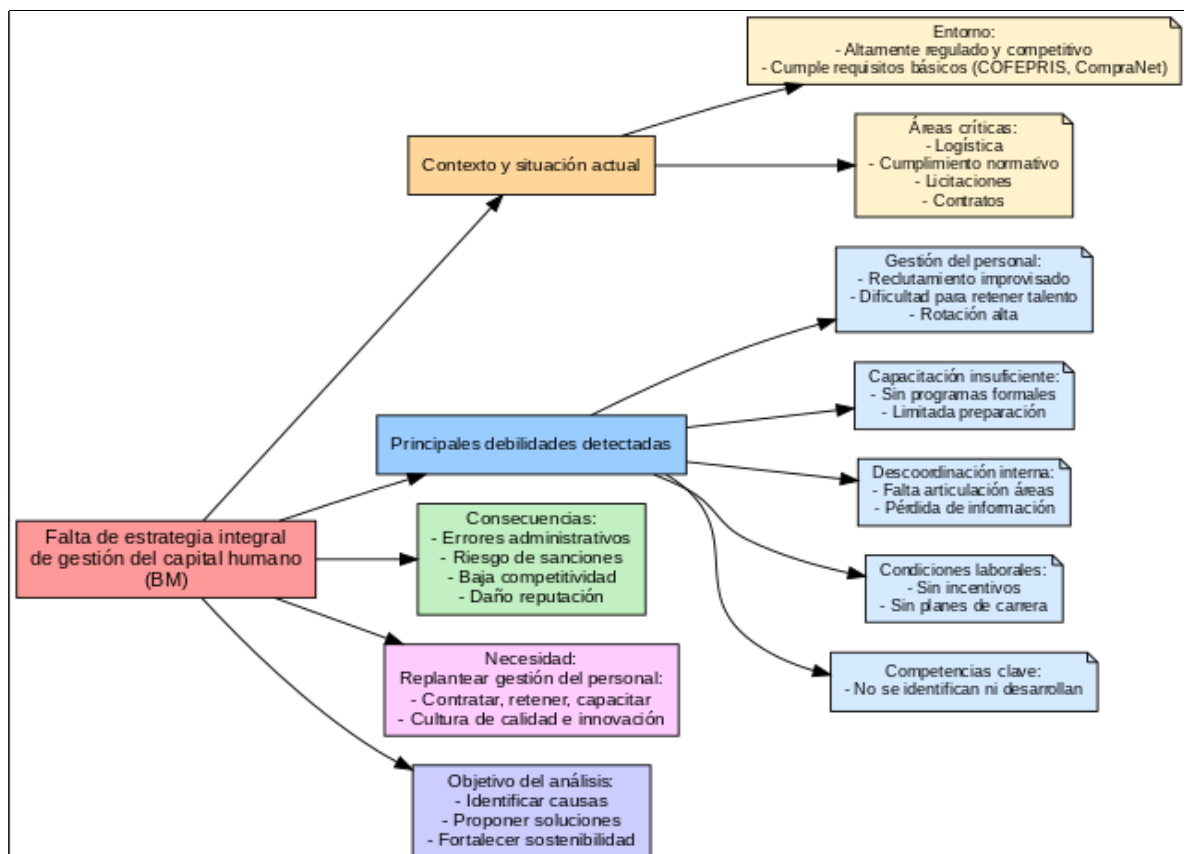 Entorno:
- Altamente regulado y competitivo
- Cumple requisitos básicos (COFEPRIS, CompraNet)
Contexto y situación actual
Áreas críticas:
- Logística
- Cumplimiento normativo
- Licitaciones
- Contratos
Gestión del personal:
- Reclutamiento improvisado
- Dificultad para retener talento
- Rotación alta
Capacitación insuficiente:
- Sin programas formales
- Limitada preparación
Principales debilidades detectadas
Descoordinación interna:
- Falta articulación áreas
- Pérdida de información
Falta de estrategia integral
de gestión del capital humano
(BM)
Consecuencias:
- Errores administrativos
- Riesgo de sanciones
- Baja competitividad
- Daño reputación
Condiciones laborales:
- Sin incentivos
- Sin planes de carrera
Necesidad:
Replantear gestión del personal:
- Contratar, retener, capacitar
- Cultura de calidad e innovación
Competencias clave:
- No se identifican ni desarrollan
Objetivo del análisis:
- Identificar causas
- Proponer soluciones
- Fortalecer sostenibilidad